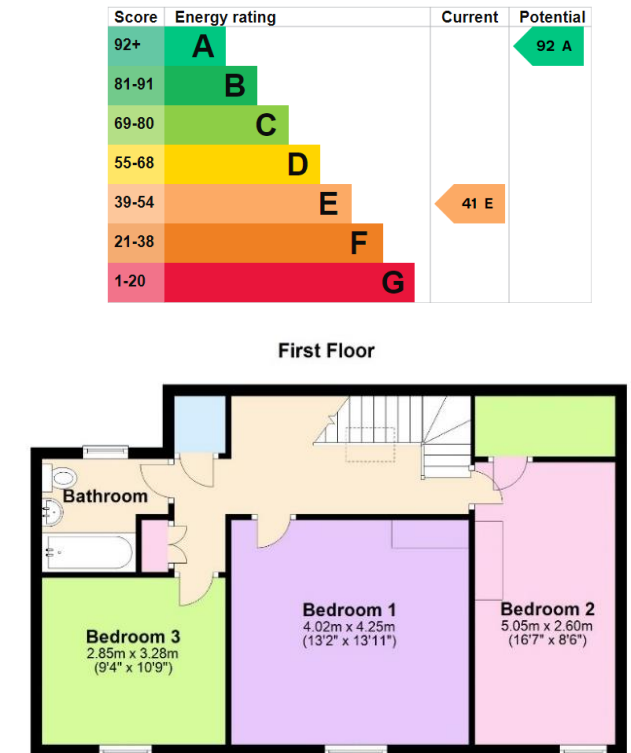 Score Energy rating Current Potential
92+ A 92 A
81-91 B
69-80 C
55-68 D
39-54 E 41 E
21-38 F
1-20 G
First Floor
Bathroom
Bedroom 1
4.02m x 4.25m
(13'2" x 13'11")
Bedroom 2
5.05m x 2.60m
(16'7" x 8'6")
Bedroom 3
2.85m x 3.28m
(9'4" x 10'9")